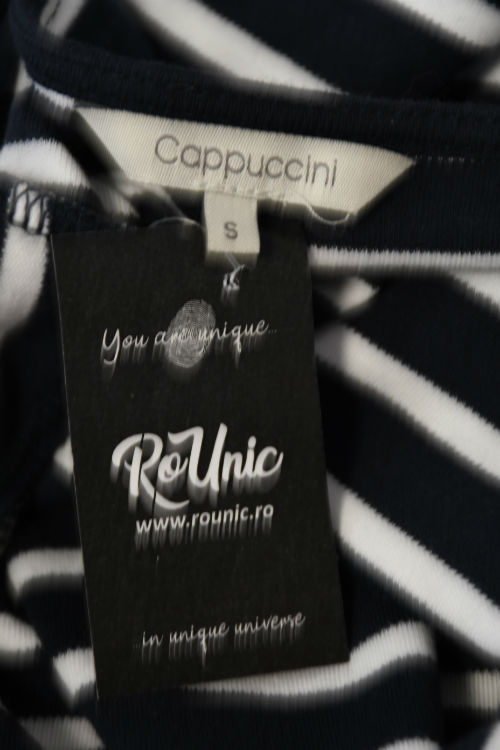 Cappuccini
S
You are unique...
RoUnic
www.rounic.ro
...in unique universe